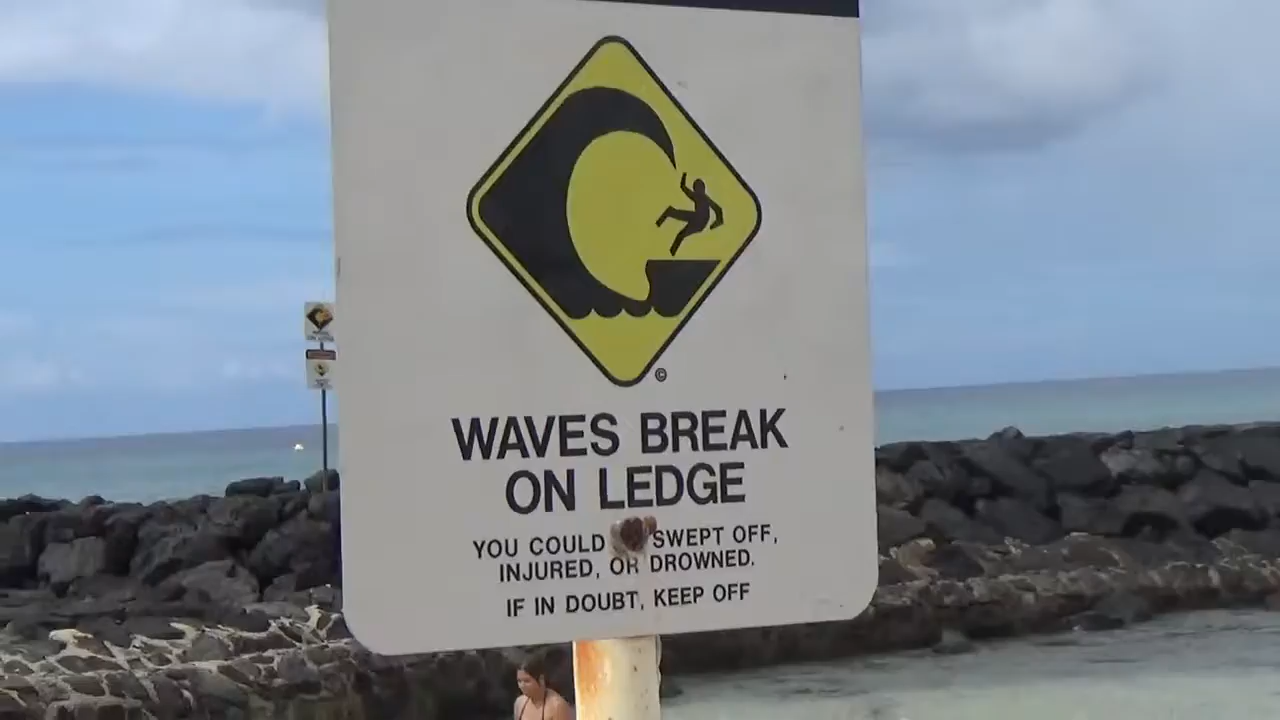 ©
WAVES BREAK
ON LEDGE
YOU COULD SWEPT OFF,
INJURED, OR DROWNED.
IF IN DOUBT, KEEP OFF